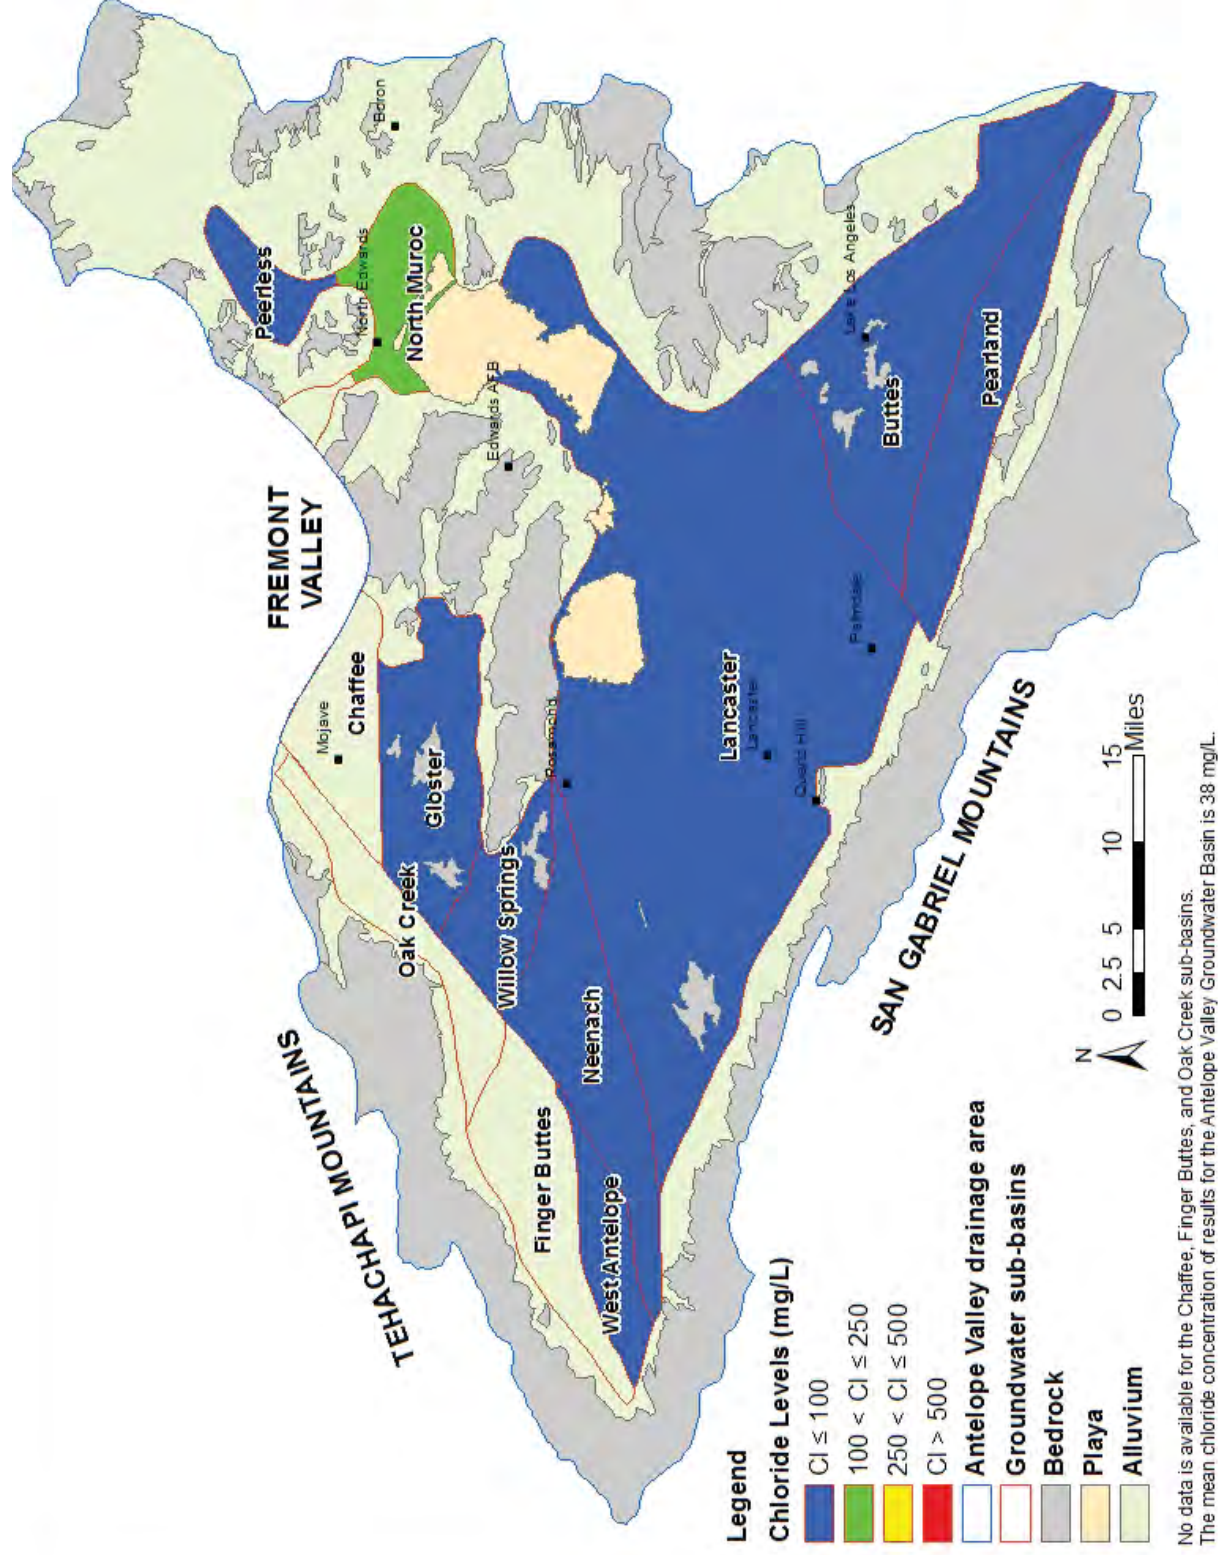 FREMONT
VALLEY
TEHACHAPI MOUNTAINS
SAN GABRIEL MOUNTAINS
Peerless
North Edwards
Boron
North Muroc
Edwards AFB
Chaffee
Mojave
Gloster
Oak Creek
Willow Springs
Rosamond
Finger Buttes
Neenach
West Antelope
Lancaster
Lancaster
Quartz Hill
Palmdale
Buttes
Lake Los Angeles
Pearland
N
0 2.5 5 10 15
Miles
Legend
Chloride Levels (mg/L)
Cl ≤ 100
100 < Cl ≤ 250
250 < Cl ≤ 500
Cl > 500
Antelope Valley drainage area
Groundwater sub-basins
Bedrock
Playa
Alluvium
No data is available for the Chaffee, Finger Buttes, and Oak Creek sub-basins.
The mean chloride concentration of results for the Antelope Valley Groundwater Basin is 38 mg/L.